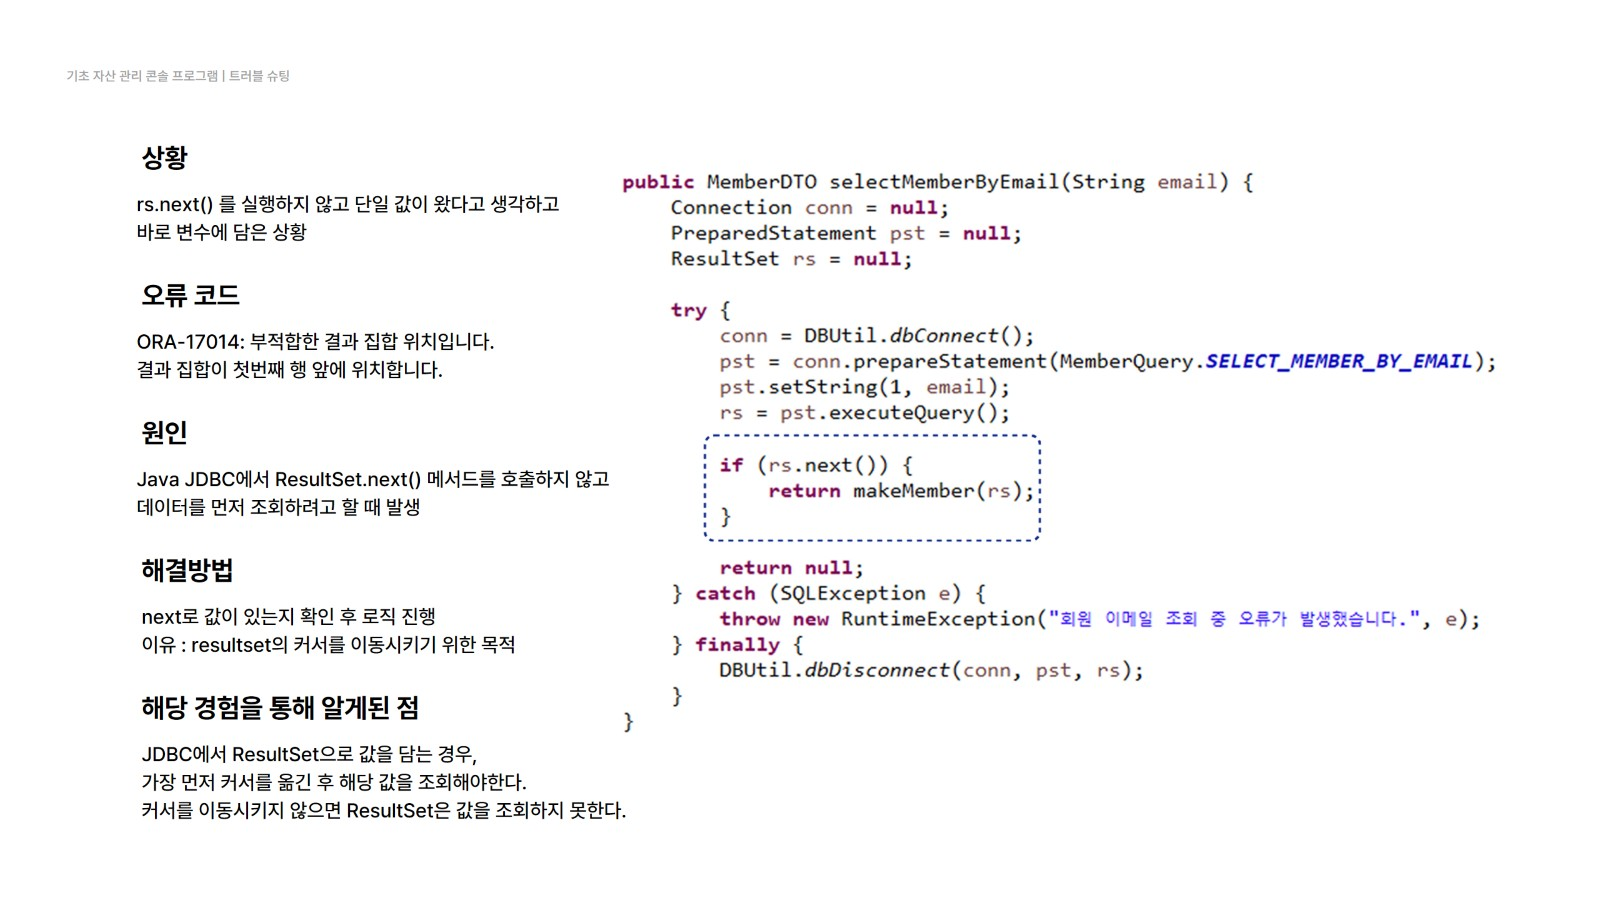 기초 자산 관리 콘솔 프로그램 | 트러블 슈팅
상황
rs.next() 를 실행하지 않고 단일 값이 왔다고 생각하고
바로 변수에 담은 상황
오류 코드
ORA-17014: 부적합한 결과 집합 위치입니다.
결과 집합이 첫번째 행 앞에 위치합니다.
원인
Java JDBC에서 ResultSet.next() 메서드를 호출하지 않고
데이터를 먼저 조회하려고 할 때 발생
해결방법
next로 값이 있는지 확인 후 로직 진행
이유 : resultset의 커서를 이동시키기 위한 목적
해당 경험을 통해 알게된 점
JDBC에서 ResultSet으로 값을 담는 경우,
가장 먼저 커서를 옮긴 후 해당 값을 조회해야한다.
커서를 이동시키지 않으면 ResultSet은 값을 조회하지 못한다.
public MemberDTO selectMemberByEmail(String email) {
    Connection conn = null;
    PreparedStatement pst = null;
    ResultSet rs = null;
    try {
        conn = DBUtil.dbConnect();
        pst = conn.prepareStatement(MemberQuery.SELECT_MEMBER_BY_EMAIL);
        pst.setString(1, email);
        rs = pst.executeQuery();
        if (rs.next()) {
            return makeMember(rs);
        }
        return null;
    } catch (SQLException e) {
        throw new RuntimeException("회원 이메일 조회 중 오류가 발생했습니다.", e);
    } finally {
        DBUtil.dbDisconnect(conn, pst, rs);
    }
}